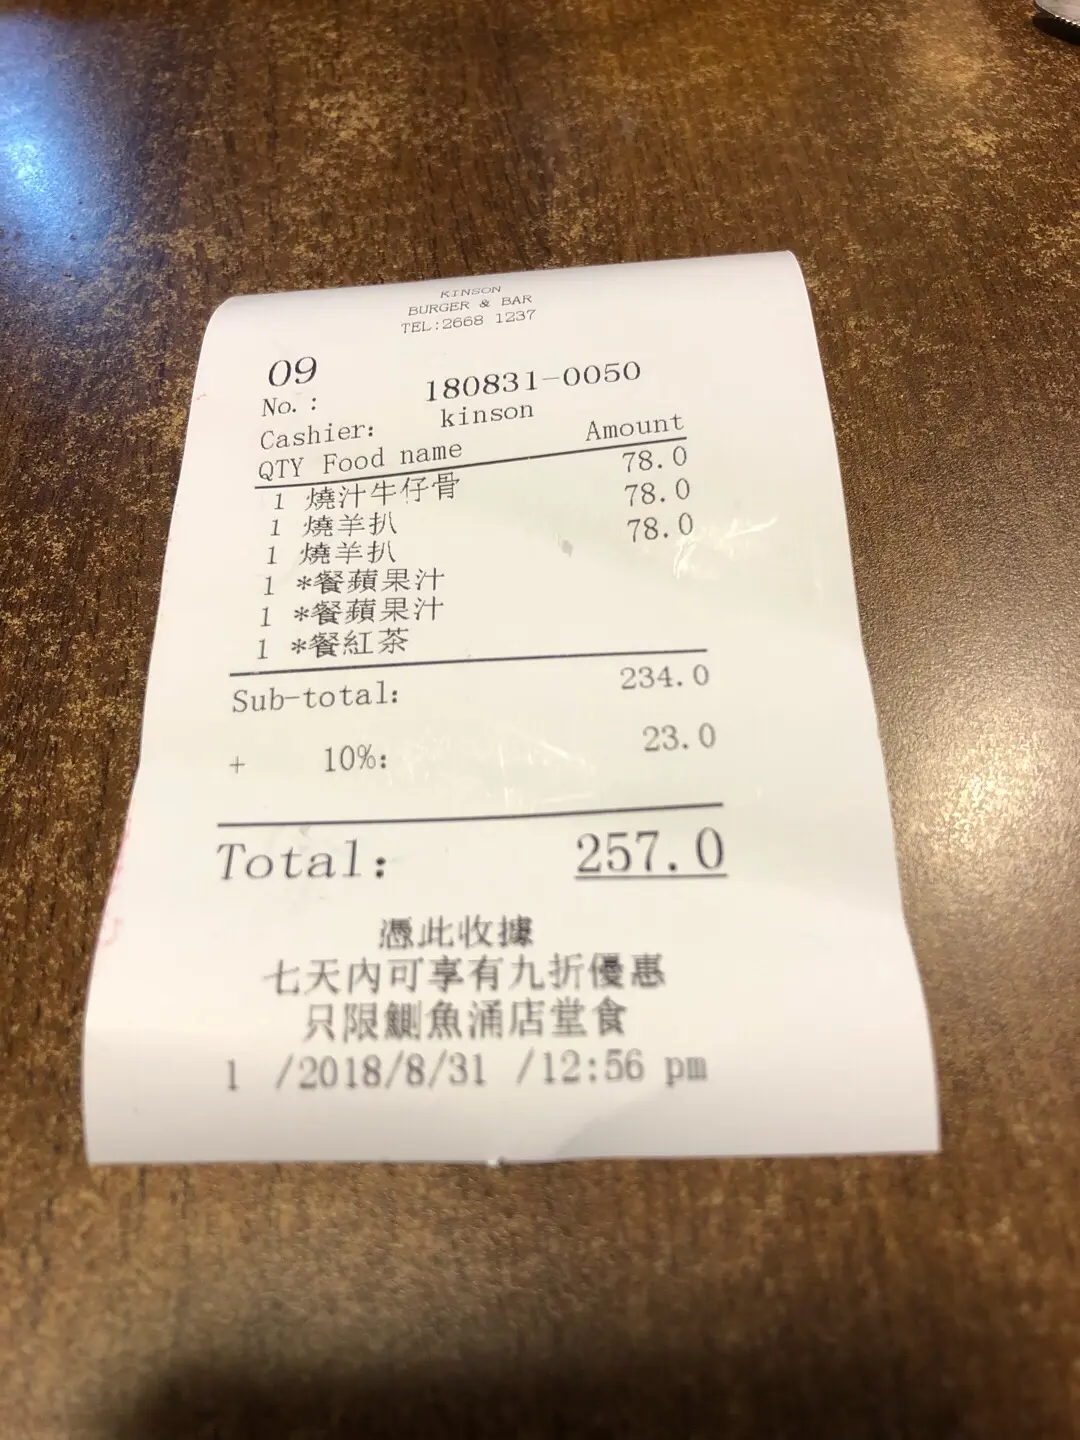 KINSON
BURGER & BAR
TEL:2668 1237
09
No.: 180831-0050
Cashier: kinson
QTY Food name Amount
1 燒汁牛仔骨 78.0
1 燒羊扒 78.0
1 燒羊扒 78.0
1 *餐蘋果汁
1 *餐蘋果汁
1 *餐紅茶
Sub-total: 234.0
+ 10%: 23.0
Total: 257.0
憑此收據
七天內可享有九折優惠
只限鰂魚涌店堂食
1 /2018/8/31 /12:56 pm